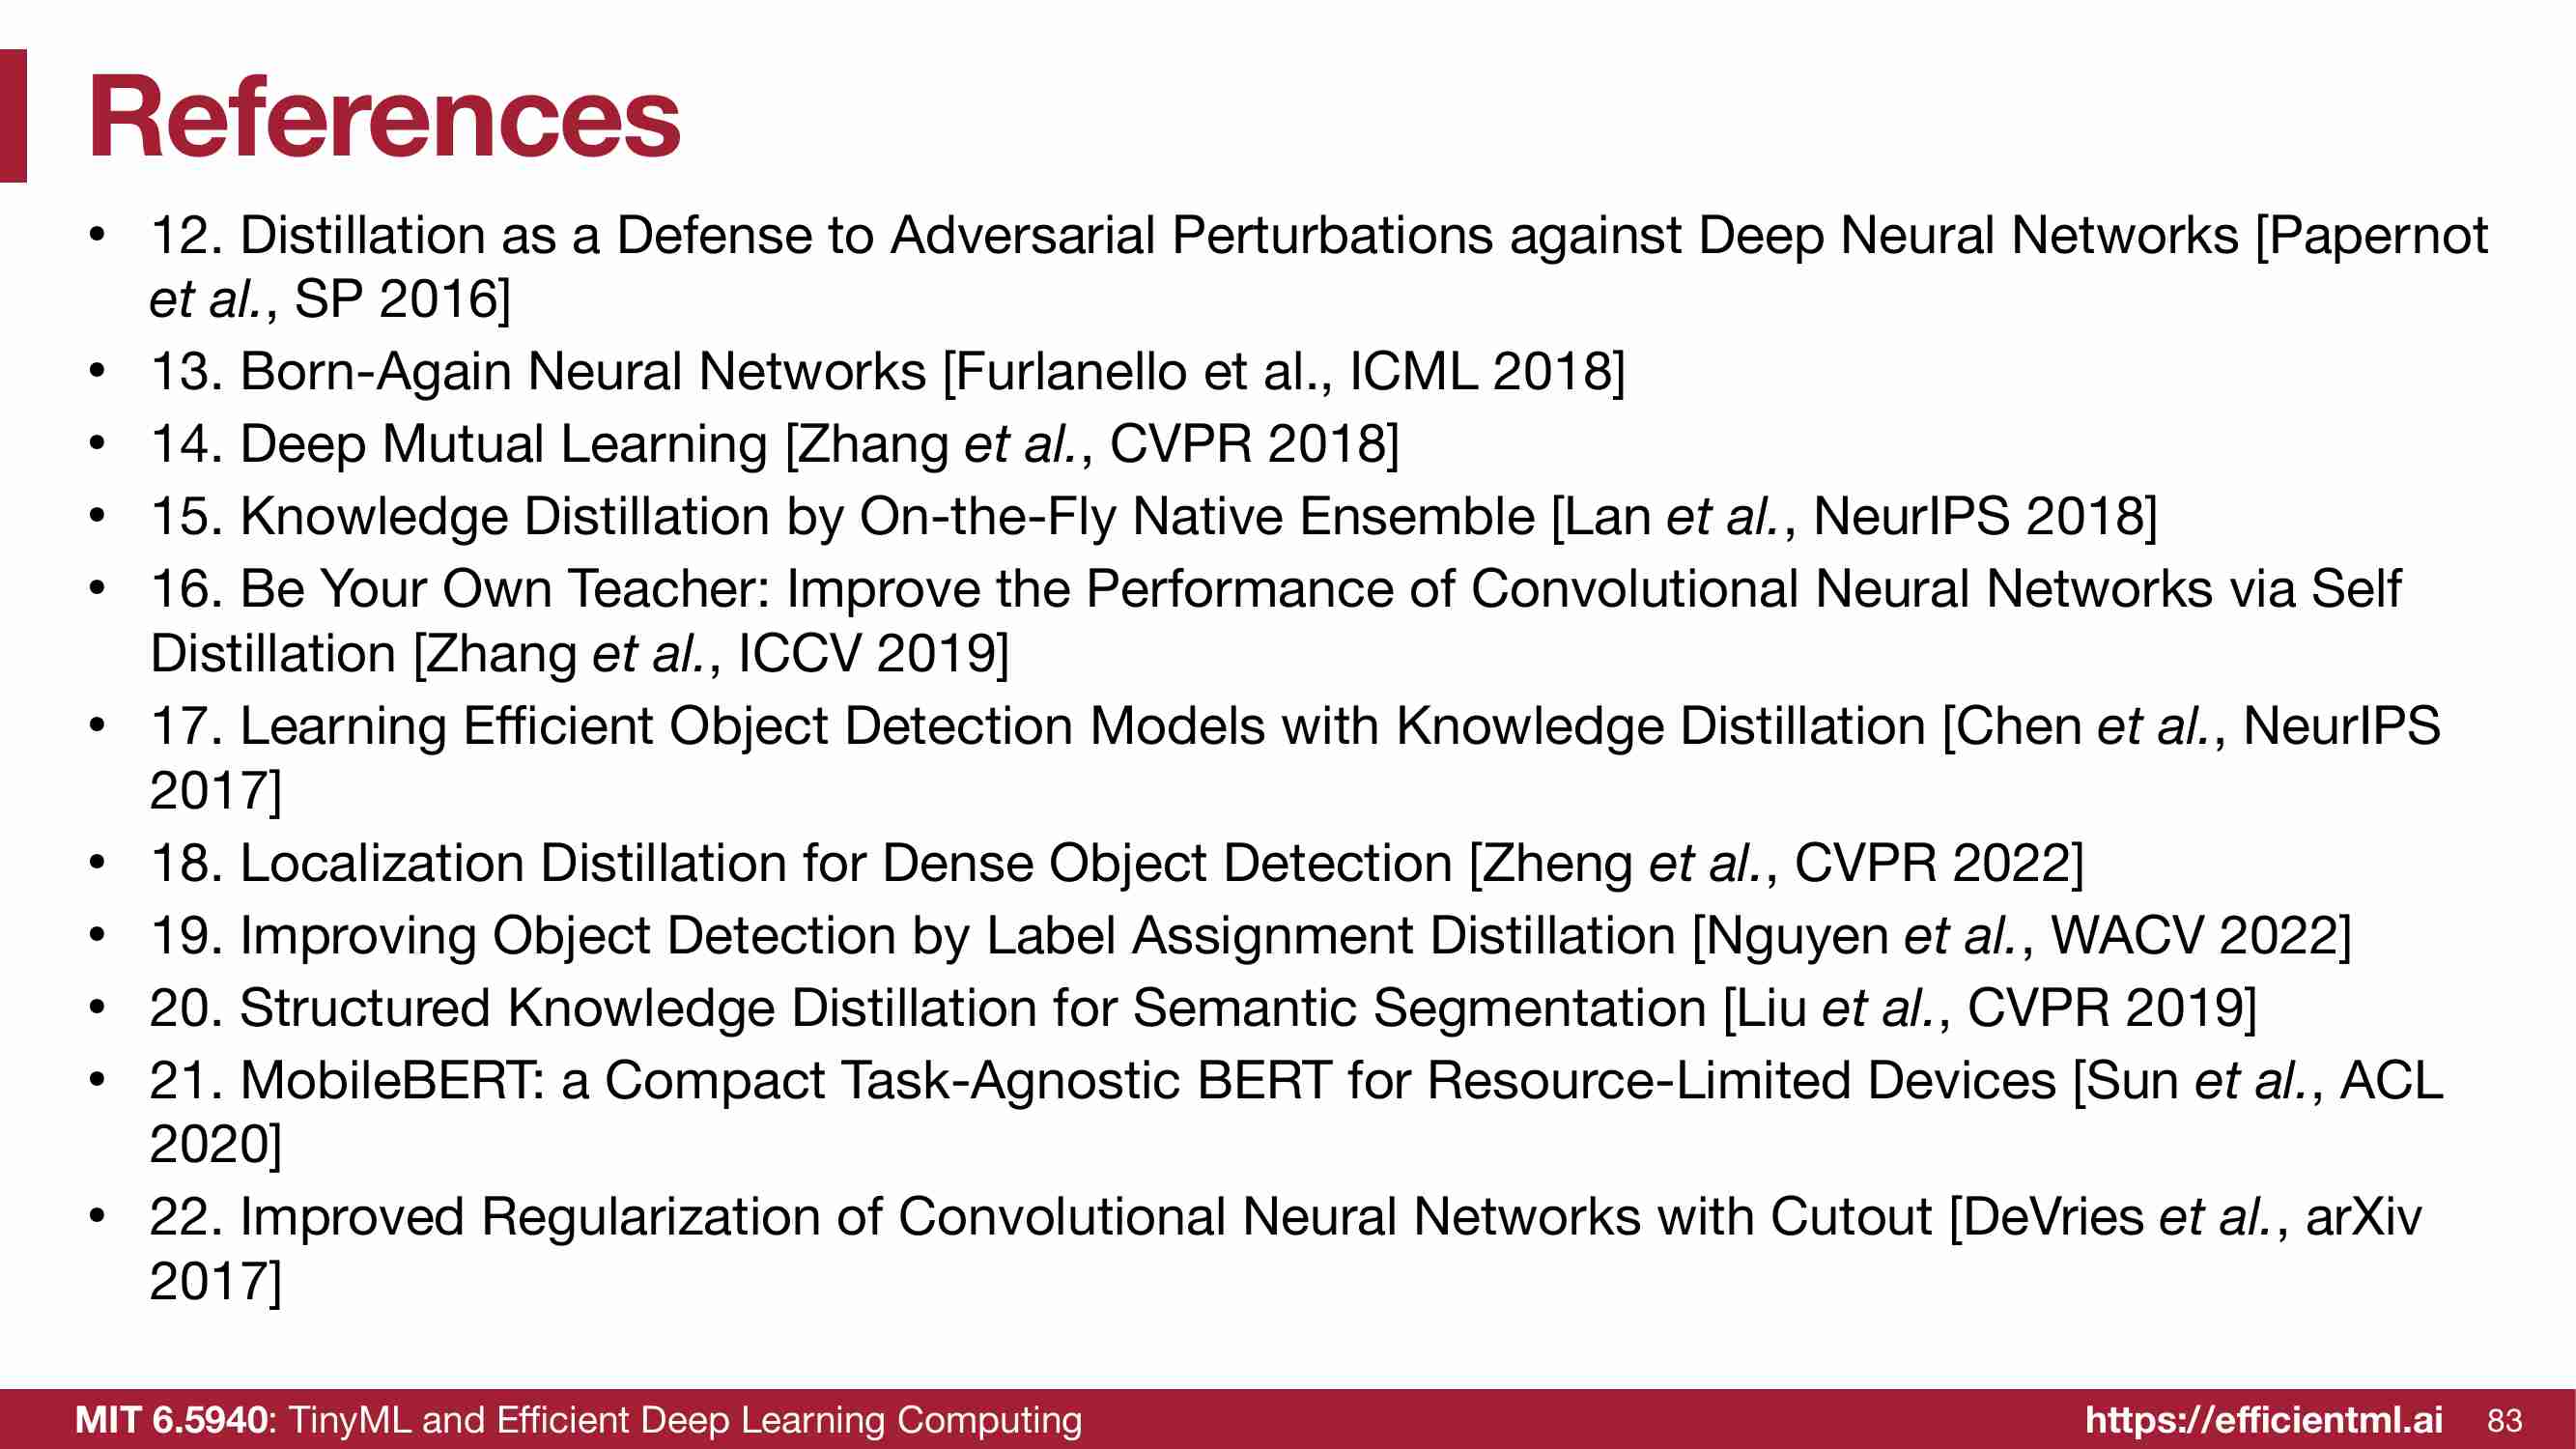 References
• 12. Distillation as a Defense to Adversarial Perturbations against Deep Neural Networks [Papernot
et al., SP 2016]
• 13. Born-Again Neural Networks [Furlanello et al., ICML 2018]
• 14. Deep Mutual Learning [Zhang et al., CVPR 2018]
• 15. Knowledge Distillation by On-the-Fly Native Ensemble [Lan et al., NeurIPS 2018]
• 16. Be Your Own Teacher: Improve the Performance of Convolutional Neural Networks via Self
Distillation [Zhang et al., ICCV 2019]
• 17. Learning Efficient Object Detection Models with Knowledge Distillation [Chen et al., NeurIPS
2017]
• 18. Localization Distillation for Dense Object Detection [Zheng et al., CVPR 2022]
• 19. Improving Object Detection by Label Assignment Distillation [Nguyen et al., WACV 2022]
• 20. Structured Knowledge Distillation for Semantic Segmentation [Liu et al., CVPR 2019]
• 21. MobileBERT: a Compact Task-Agnostic BERT for Resource-Limited Devices [Sun et al., ACL
2020]
• 22. Improved Regularization of Convolutional Neural Networks with Cutout [DeVries et al., arXiv
2017]
MIT 6.5940: TinyML and Efficient Deep Learning Computing
https://efficientml.ai 83